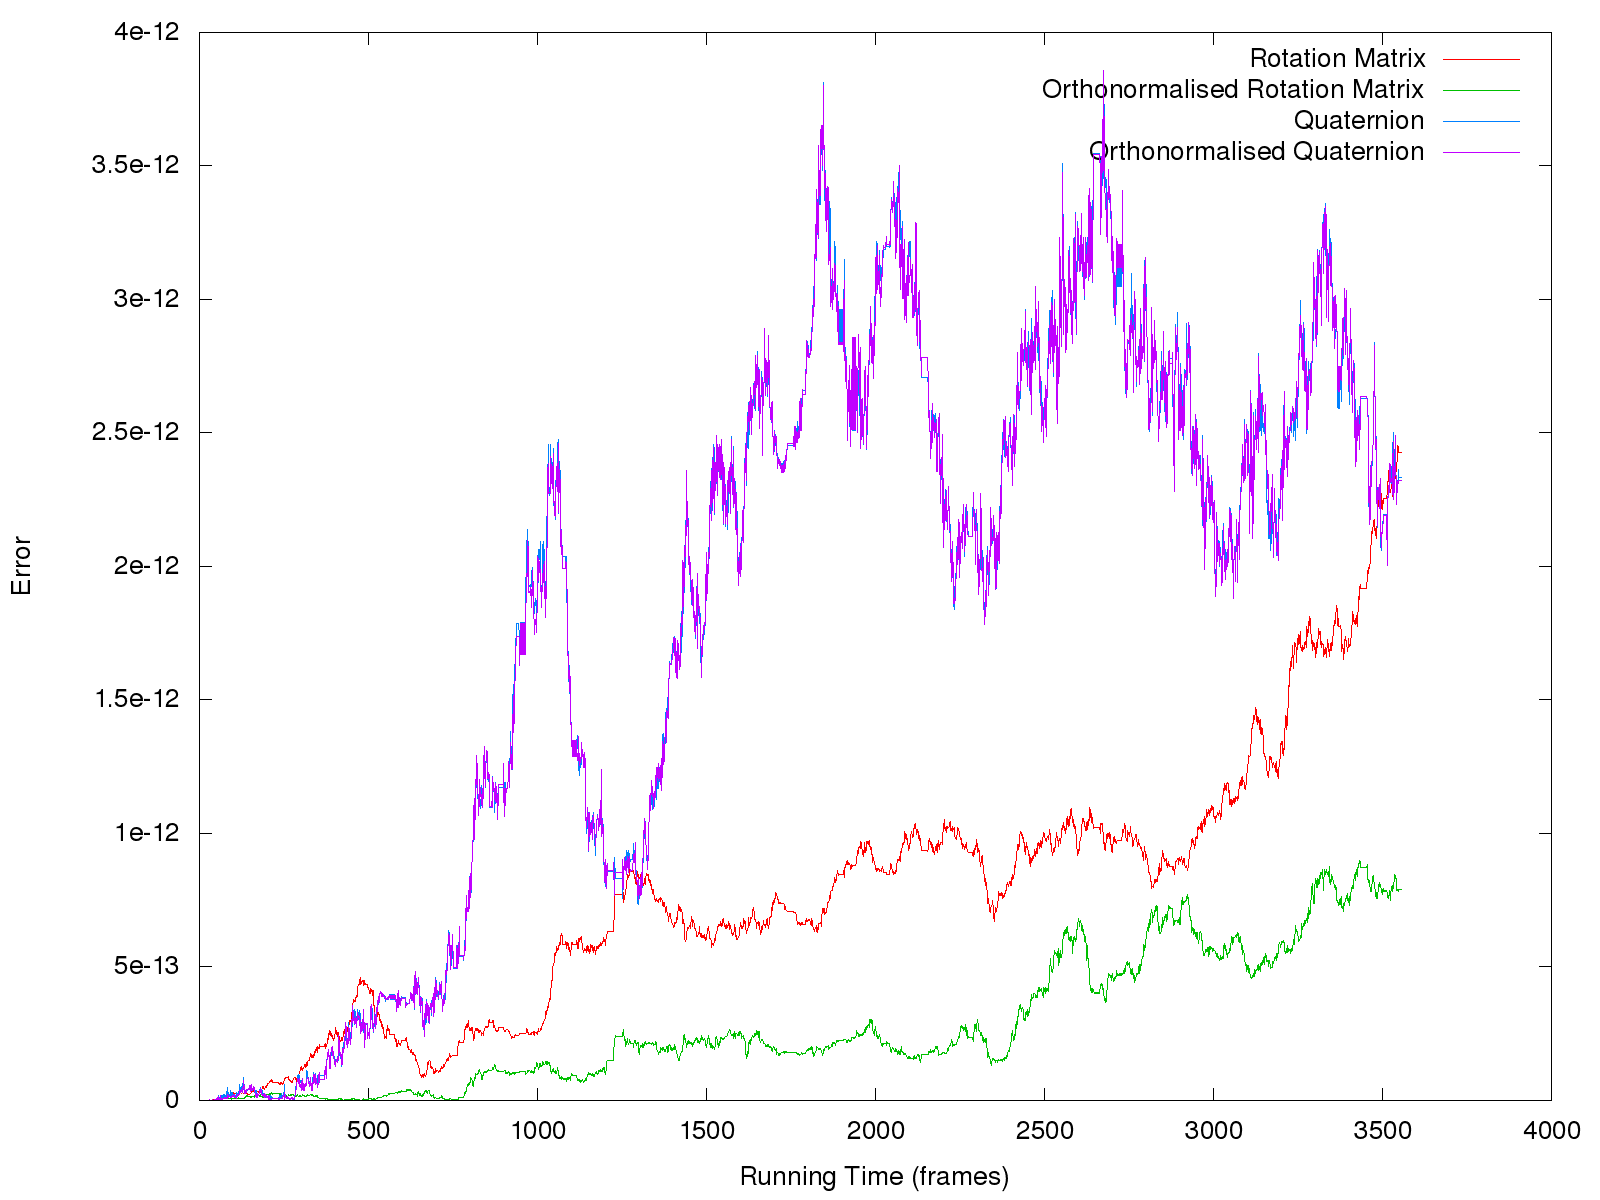 4e-12
3.5e-12
3e-12
2.5e-12
2e-12
1.5e-12
1e-12
5e-13
0
Error
Rotation Matrix
Orthonormalised Rotation Matrix
Quaternion
Orthonormalised Quaternion
0 500 1000 1500 2000 2500 3000 3500 4000
Running Time (frames)